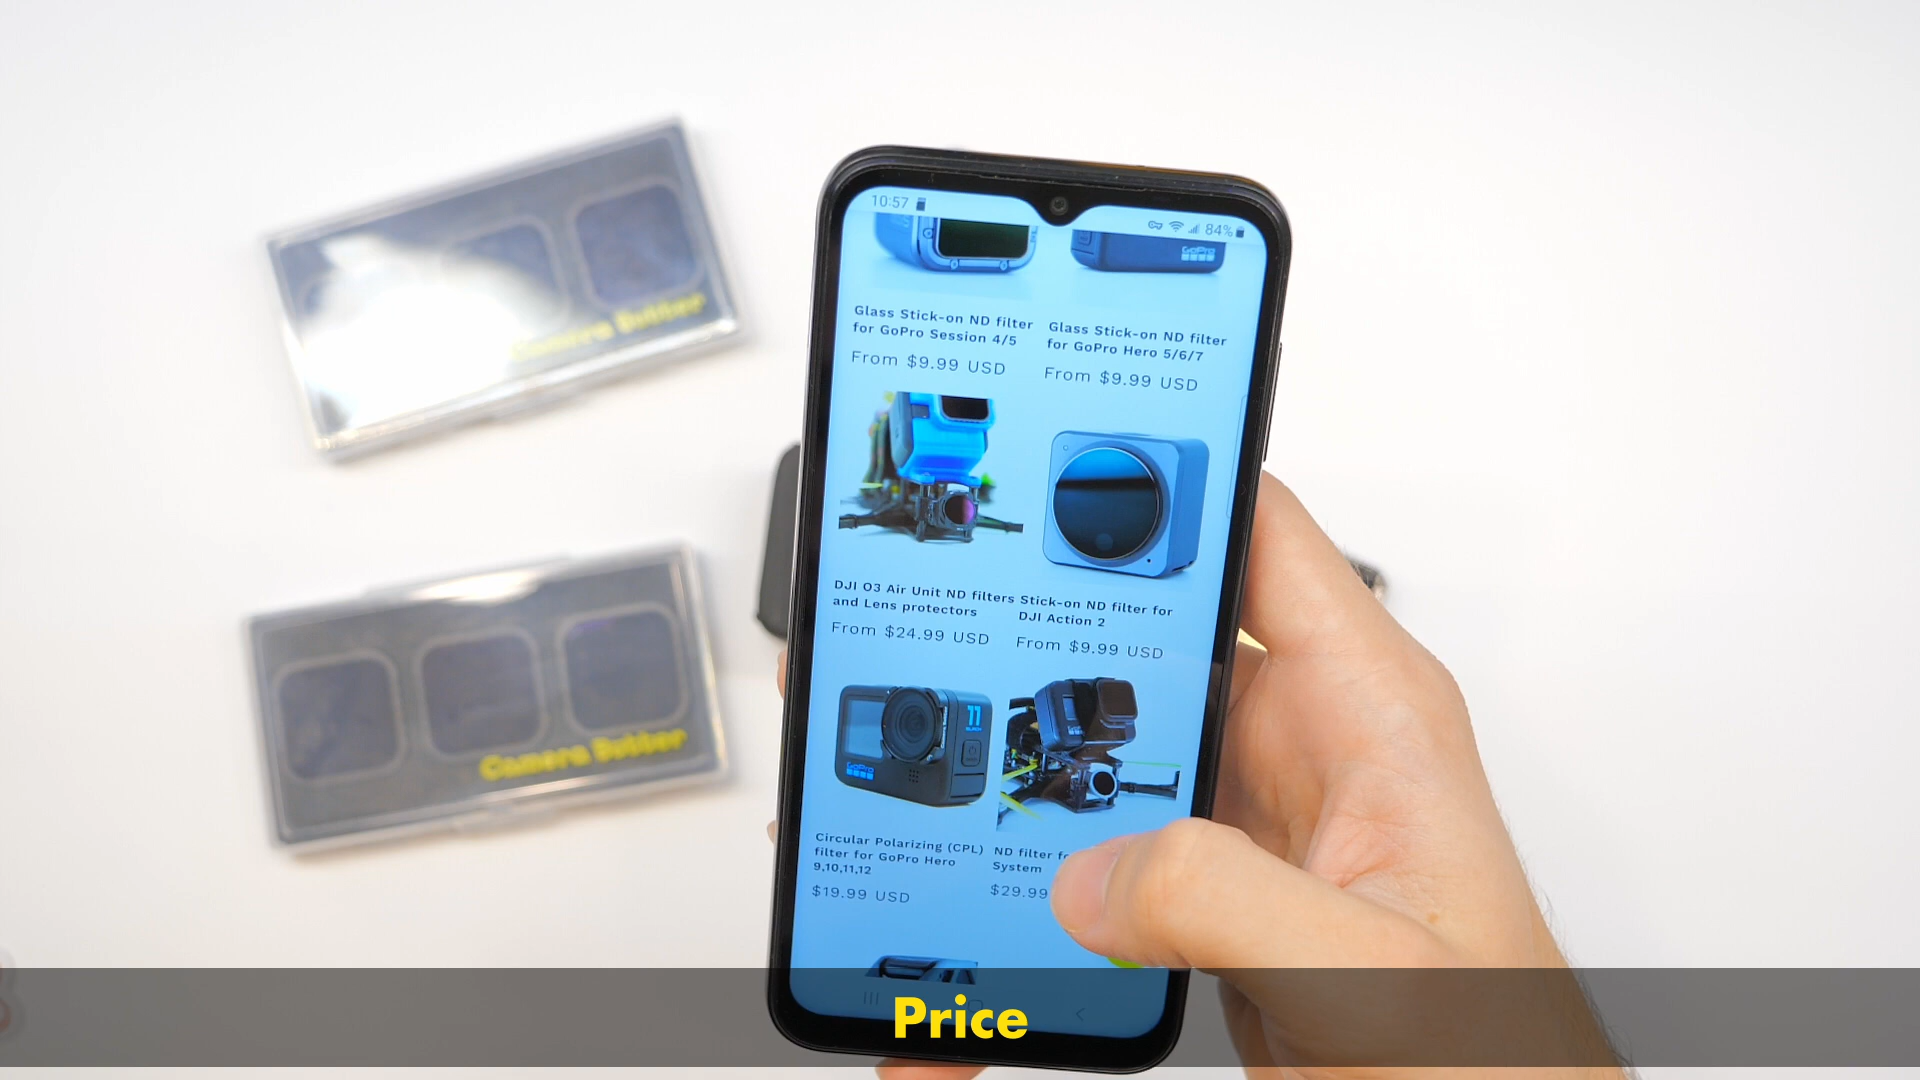 10:57
84%
GoPro
Glass Stick-on ND filter
for GoPro Session 4/5
From $9.99 USD
Glass Stick-on ND filter
for GoPro Hero 5/6/7
From $9.99 USD
DJI O3 Air Unit ND filters
and Lens protectors
From $24.99 USD
Stick-on ND filter for
DJI Action 2
From $9.99 USD
11
BLACK
GoPro
Circular Polarizing (CPL)
filter for GoPro Hero
9,10,11,12
$19.99 USD
ND filter
System
$29.99
Camera Butter
Camera Butter
Price